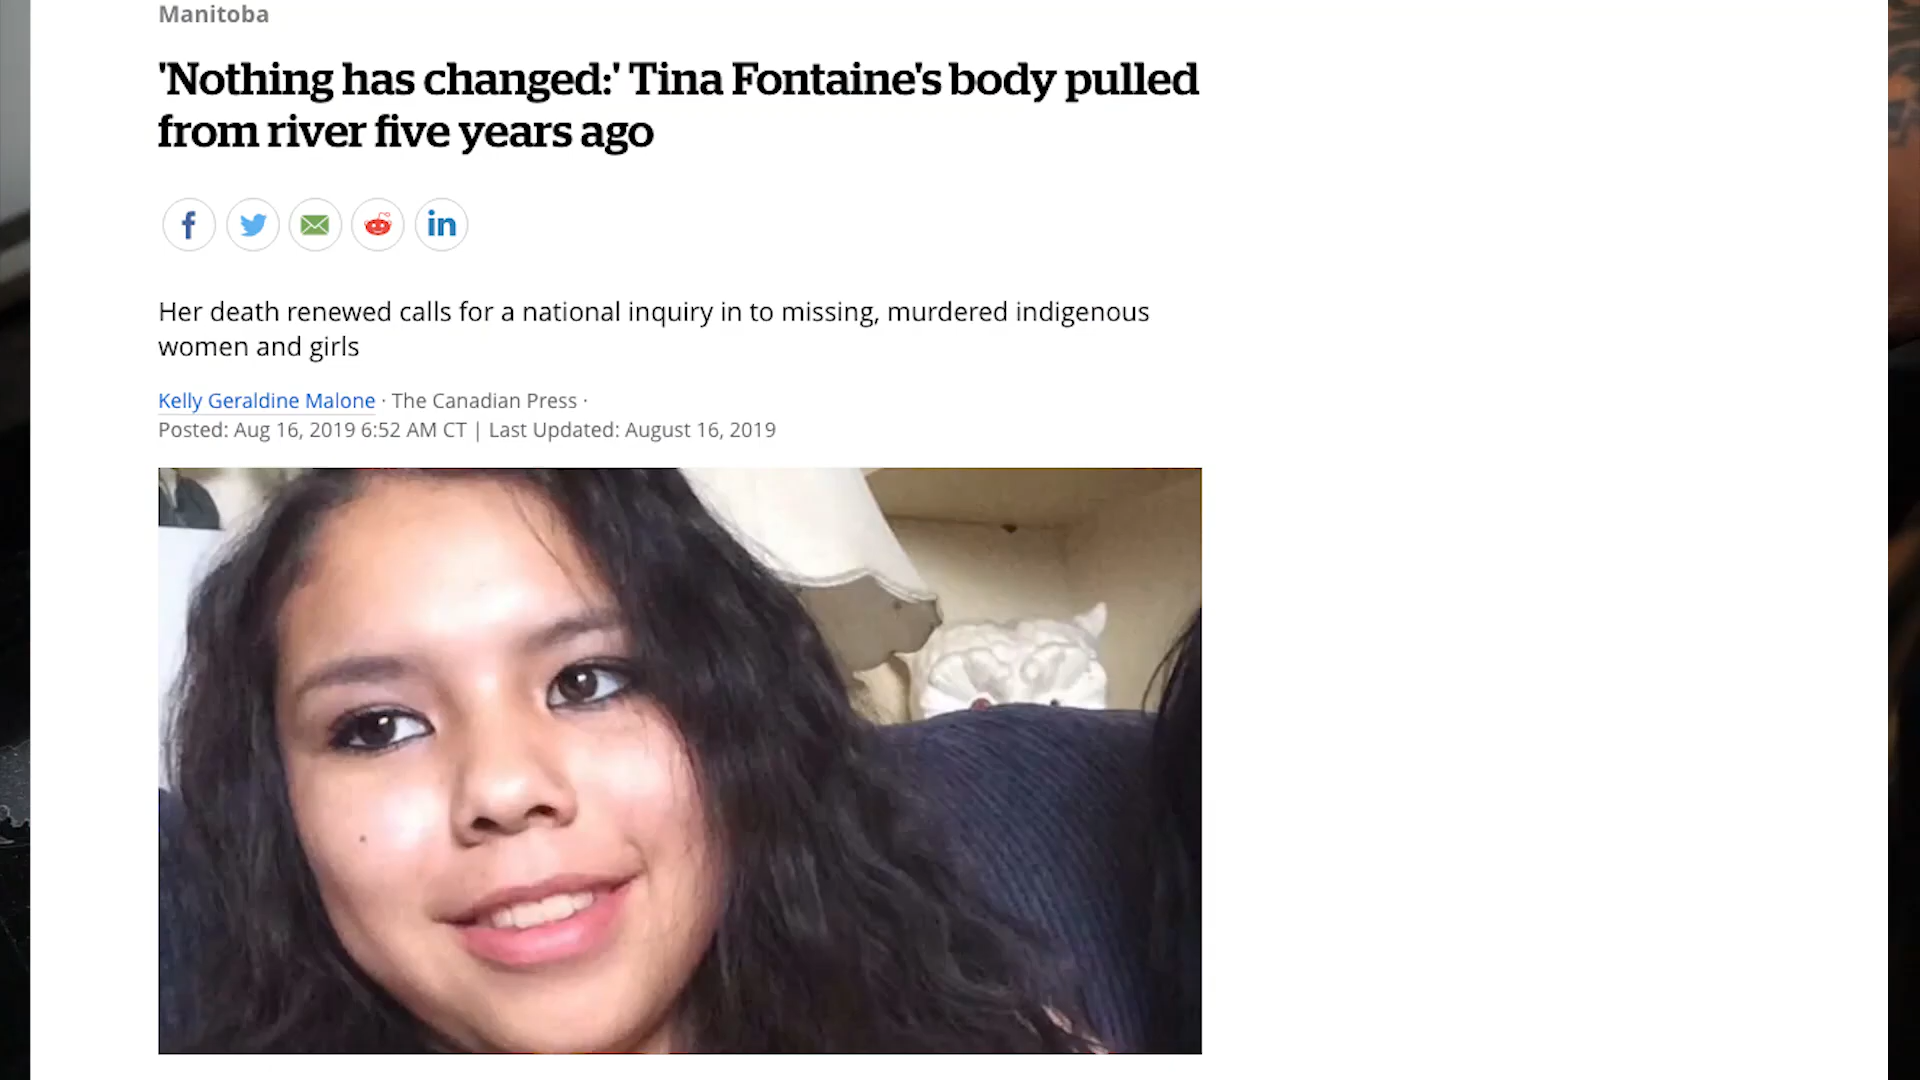 Manitoba
'Nothing has changed:' Tina Fontaine's body pulled
from river five years ago
f
in
Her death renewed calls for a national inquiry in to missing, murdered indigenous
women and girls
Kelly Geraldine Malone · The Canadian Press ·
Posted: Aug 16, 2019 6:52 AM CT | Last Updated: August 16, 2019